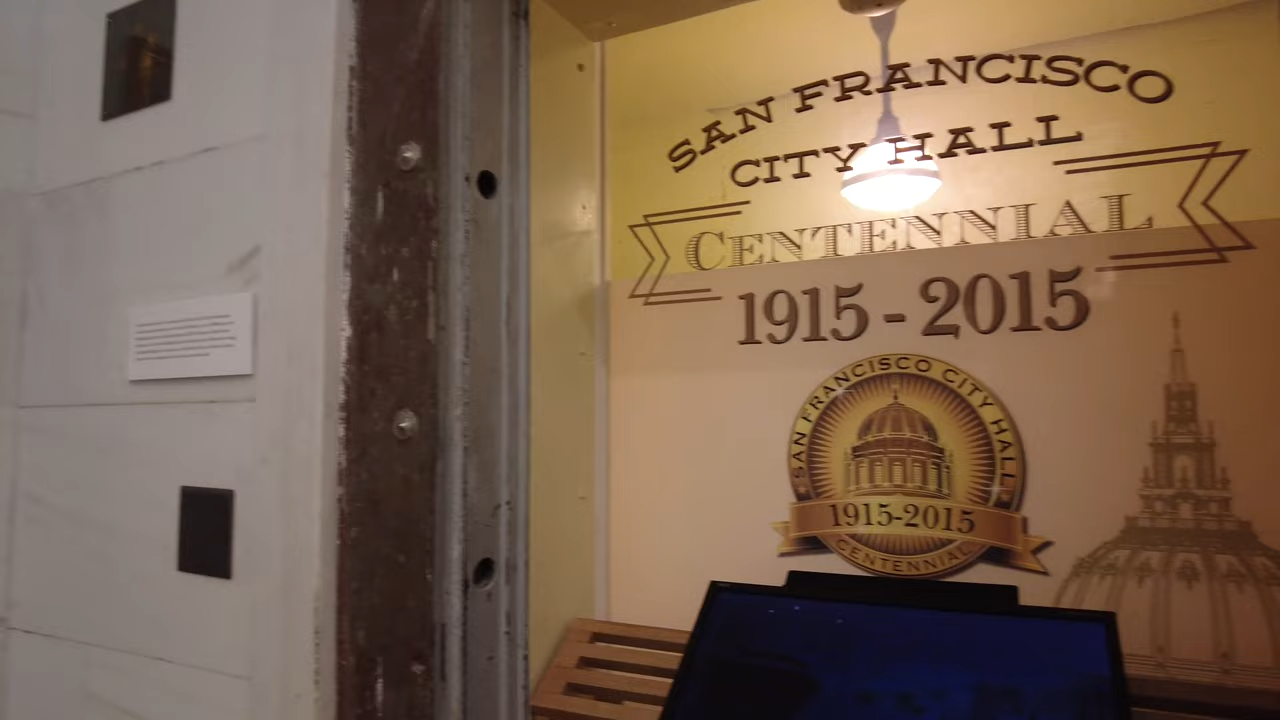 SAN FRANCISCO
CITY HALL
CENTENNIAL
1915 - 2015
SAN FRANCISCO CITY HALL
1915-2015
CENTENNIAL